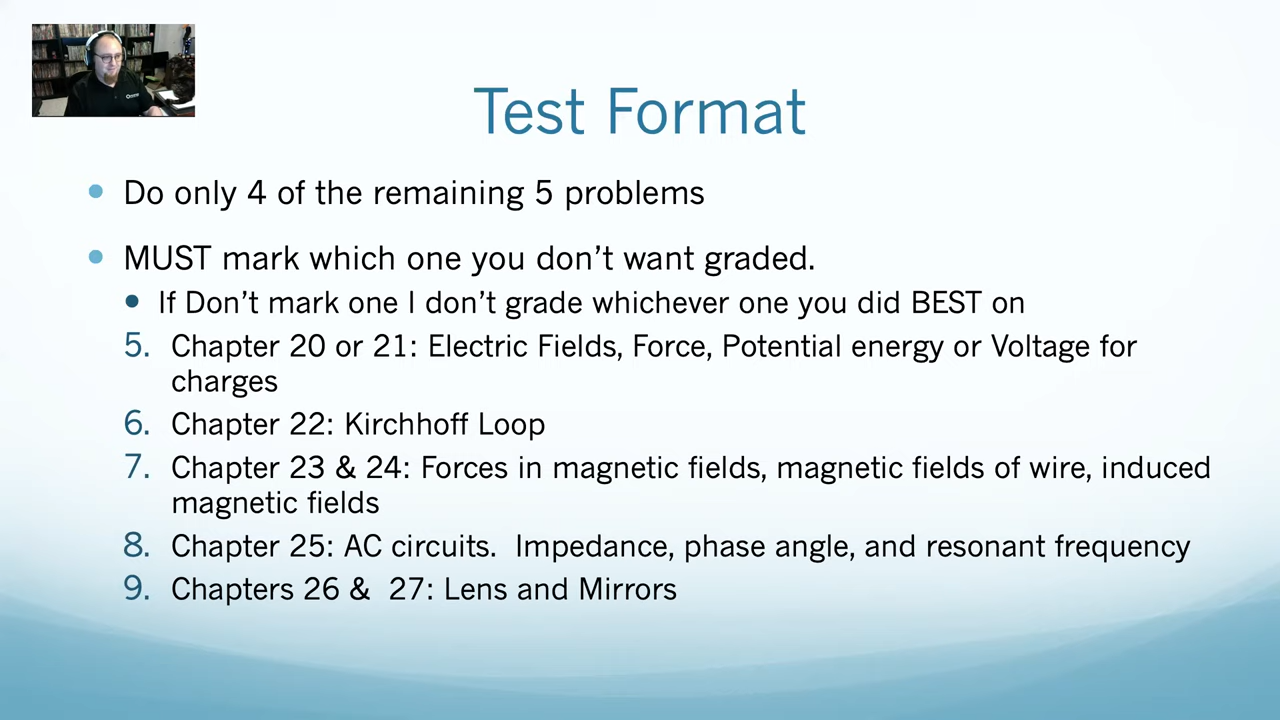 Test Format
• Do only 4 of the remaining 5 problems
• MUST mark which one you don’t want graded.
• If Don’t mark one I don’t grade whichever one you did BEST on
5. Chapter 20 or 21: Electric Fields, Force, Potential energy or Voltage for
charges
6. Chapter 22: Kirchhoff Loop
7. Chapter 23 & 24: Forces in magnetic fields, magnetic fields of wire, induced
magnetic fields
8. Chapter 25: AC circuits.  Impedance, phase angle, and resonant frequency
9. Chapters 26 &  27: Lens and Mirrors